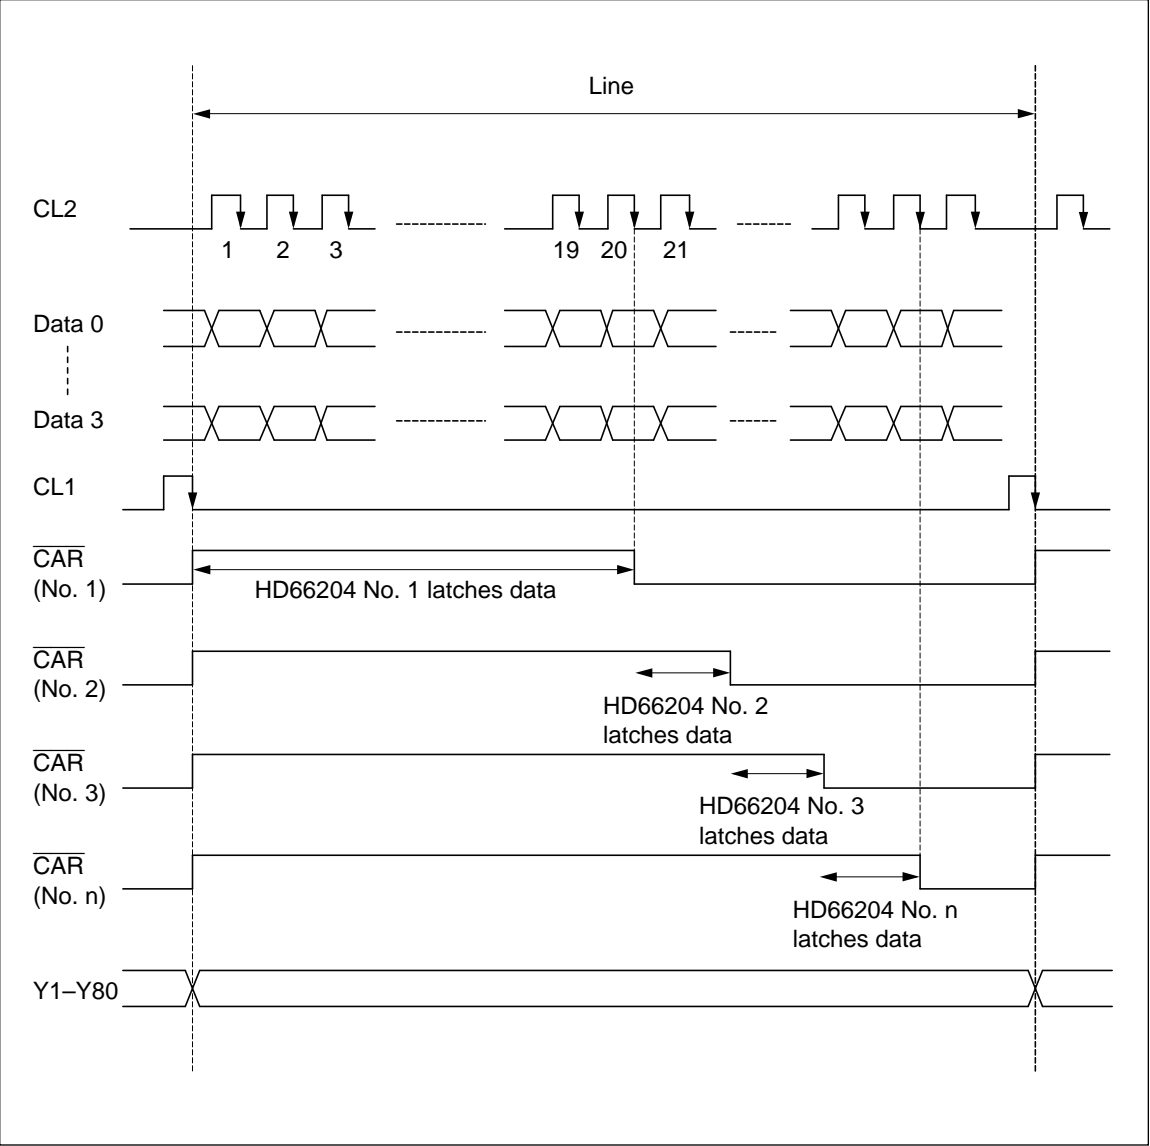 Line
CL2
1 2 3 19 20 21
Data 0
Data 3
CL1
CAR
(No. 1)
HD66204 No. 1 latches data
CAR
(No. 2)
HD66204 No. 2
latches data
CAR
(No. 3)
HD66204 No. 3
latches data
CAR
(No. n)
HD66204 No. n
latches data
Y1–Y80